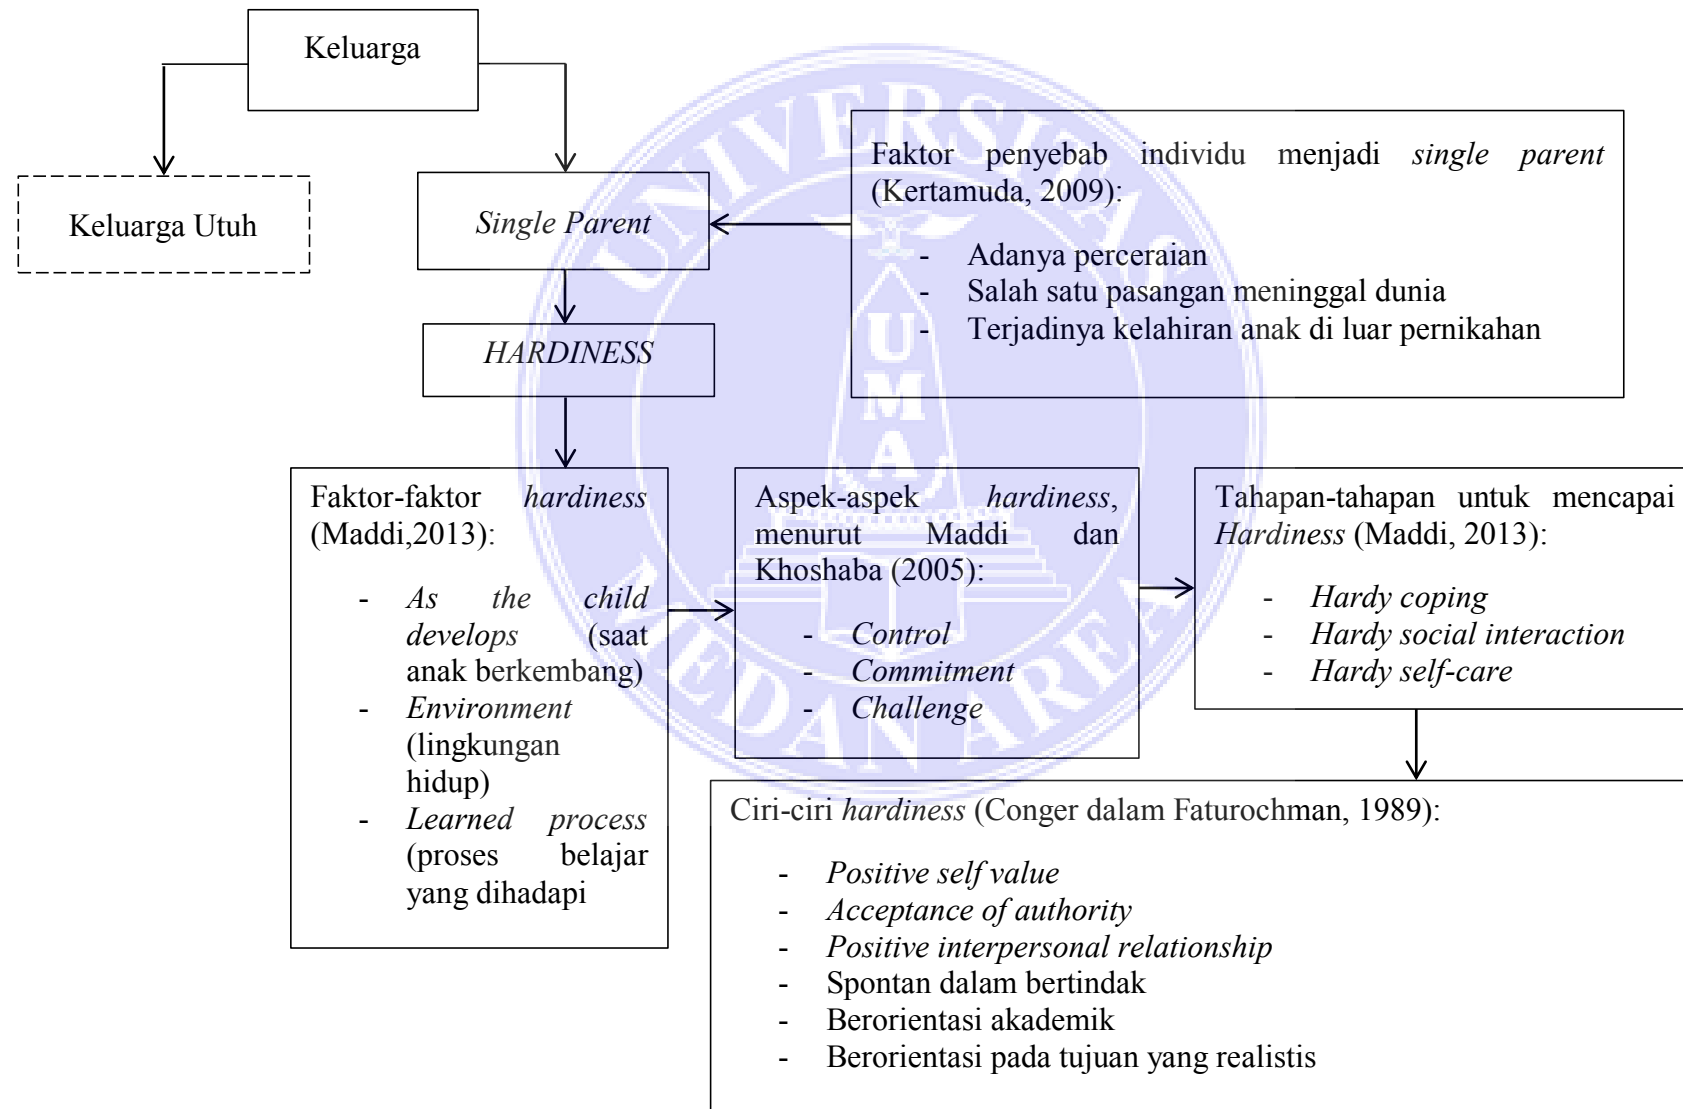 Keluarga
Keluarga Utuh
Single Parent
Faktor penyebab individu menjadi single parent
(Kertamuda, 2009):
- Adanya perceraian
- Salah satu pasangan meninggal dunia
- Terjadinya kelahiran anak di luar pernikahan
HARDINESS
Faktor-faktor hardiness
(Maddi,2013):
- As the child
develops (saat
anak berkembang)
- Environment
(lingkungan
hidup)
- Learned process
(proses belajar
yang dihadapi
Aspek-aspek hardiness,
menurut Maddi dan
Khoshaba (2005):
- Control
- Commitment
- Challenge
Tahapan-tahapan untuk mencapai
Hardiness (Maddi, 2013):
- Hardy coping
- Hardy social interaction
- Hardy self-care
Ciri-ciri hardiness (Conger dalam Faturochman, 1989):
- Positive self value
- Acceptance of authority
- Positive interpersonal relationship
- Spontan dalam bertindak
- Berorientasi akademik
- Berorientasi pada tujuan yang realistis
UNIVERSITAS
MEDAN AREA
UMA